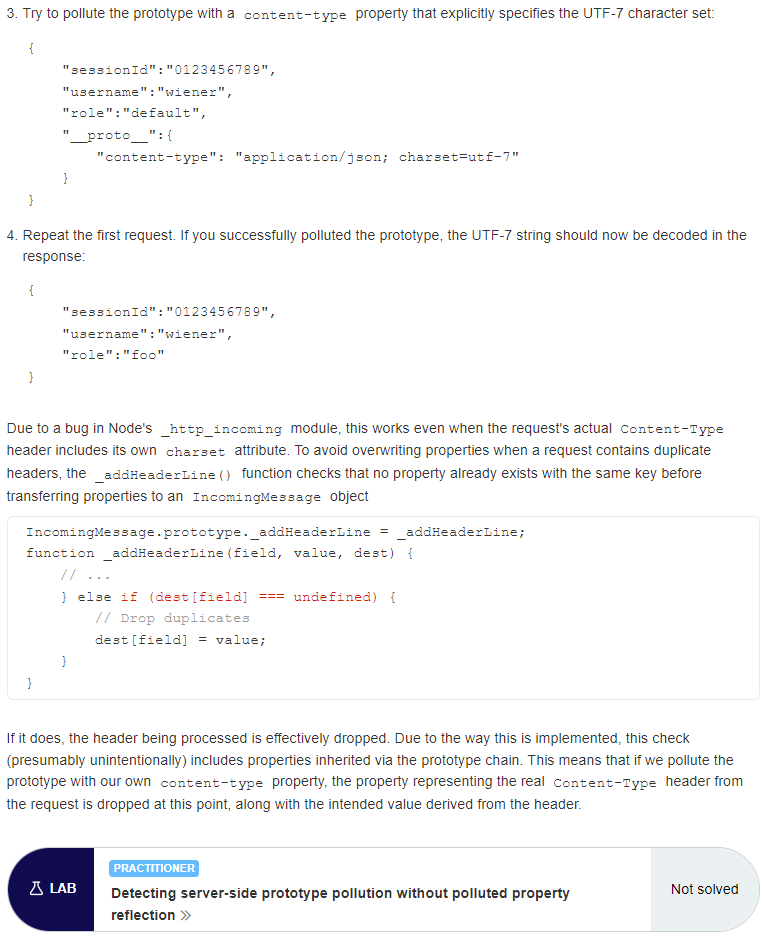 3. Try to pollute the prototype with a content-type property that explicitly specifies the UTF-7 character set:
{
    "sessionId":"0123456789",
    "username":"wiener",
    "role":"default",
    "__proto__":{
        "content-type": "application/json; charset=utf-7"
    }
}
4. Repeat the first request. If you successfully polluted the prototype, the UTF-7 string should now be decoded in the
response:
{
    "sessionId":"0123456789",
    "username":"wiener",
    "role":"foo"
}
Due to a bug in Node's _http_incoming module, this works even when the request's actual Content-Type
header includes its own charset attribute. To avoid overwriting properties when a request contains duplicate
headers, the _addHeaderLine() function checks that no property already exists with the same key before
transferring properties to an IncomingMessage object
IncomingMessage.prototype._addHeaderLine = _addHeaderLine;
function _addHeaderLine(field, value, dest) {
    // ...
    } else if (dest[field] === undefined) {
        // Drop duplicates
        dest[field] = value;
    }
}
If it does, the header being processed is effectively dropped. Due to the way this is implemented, this check
(presumably unintentionally) includes properties inherited via the prototype chain. This means that if we pollute the
prototype with our own content-type property, the property representing the real Content-Type header from
the request is dropped at this point, along with the intended value derived from the header.
LAB
PRACTITIONER
Detecting server-side prototype pollution without polluted property
reflection »
Not solved